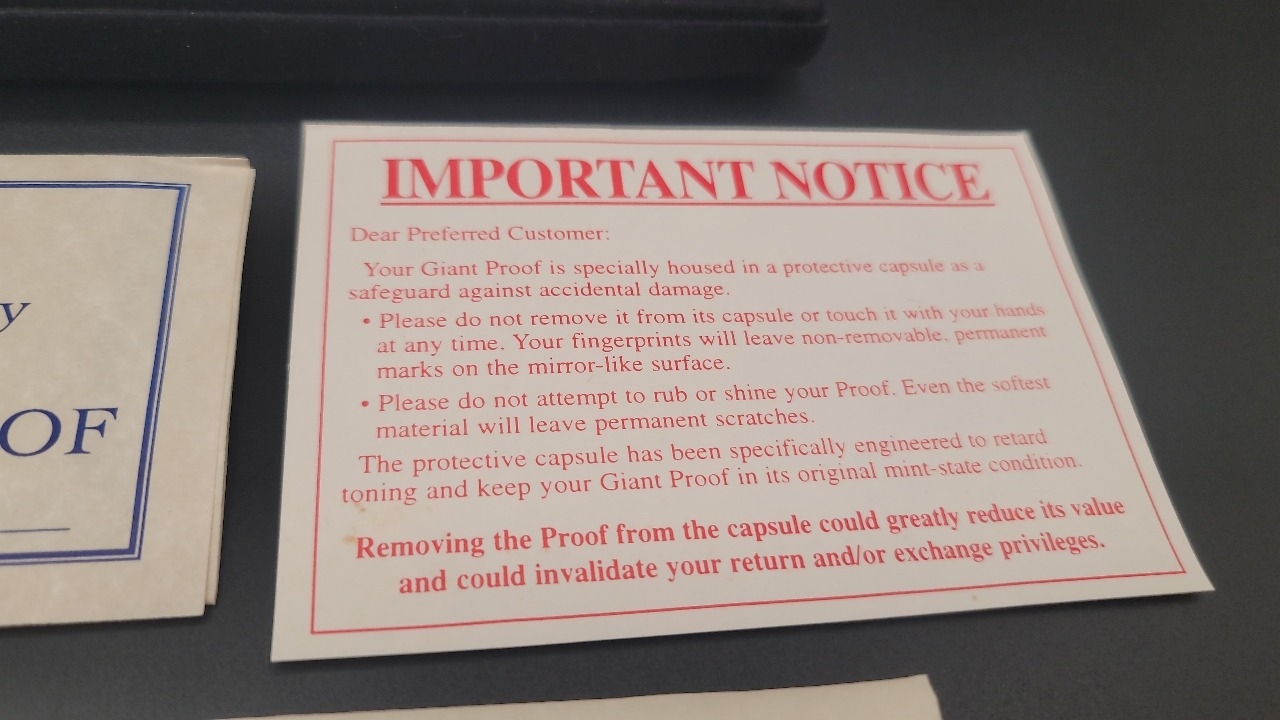 IMPORTANT NOTICE
Dear Preferred Customer:
Your Giant Proof is specially housed in a protective capsule as a
safeguard against accidental damage.
• Please do not remove it from its capsule or touch it with your hands
at any time. Your fingerprints will leave non-removable, permanent
marks on the mirror-like surface.
• Please do not attempt to rub or shine your Proof. Even the softest
material will leave permanent scratches.
The protective capsule has been specifically engineered to retard
toning and keep your Giant Proof in its original mint-state condition.
Removing the Proof from the capsule could greatly reduce its value
and could invalidate your return and/or exchange privileges.
y
OF